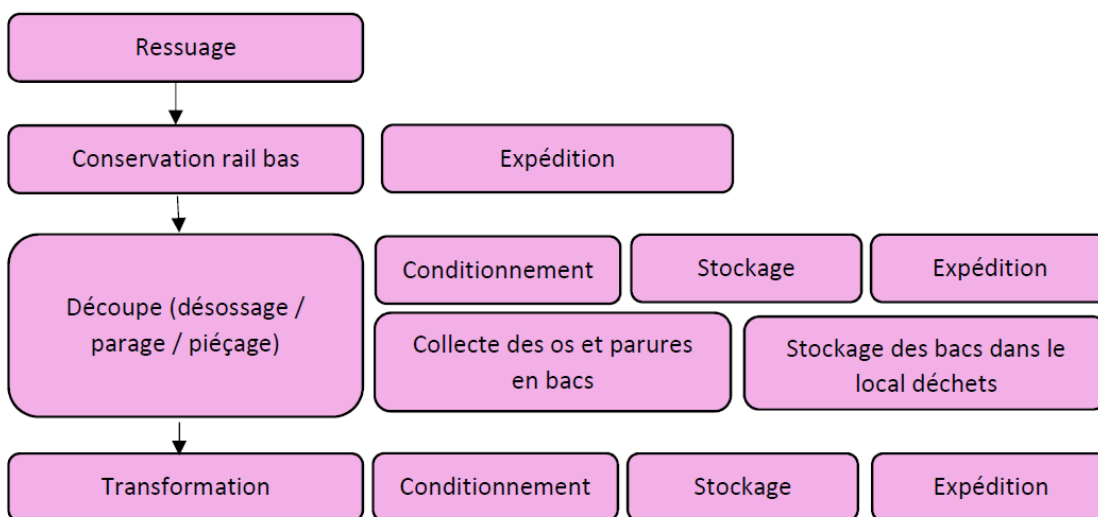 Ressuage
Conservation rail bas
Expédition
Découpe (désossage /
parage / piéçage)
Conditionnement
Stockage
Expédition
Collecte des os et parures
en bacs
Stockage des bacs dans le
local déchets
Transformation
Conditionnement
Stockage
Expédition